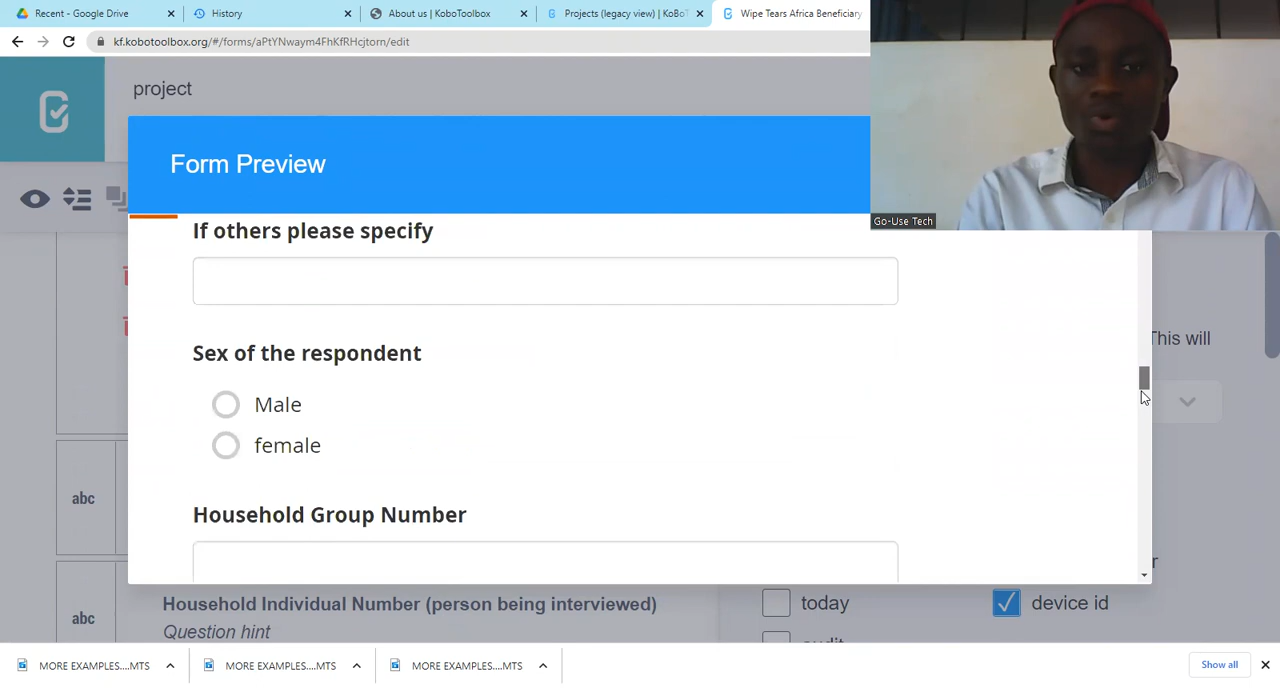 Recent - Google Drive
History
About us | KoboToolbox
Projects (legacy view) | KoBoT
Wipe Tears Africa Beneficiary
kf.kobotoolbox.org/#/forms/aPtYNwaym4FhKfRHcjtorn/edit
project
Form Preview
Go-Use Tech
If others please specify
Sex of the respondent
This will
Male
female
abc
Household Group Number
abc
Household Individual Number (person being interviewed)
Question hint
today
device id
MORE EXAMPLES....MTS
MORE EXAMPLES....MTS
MORE EXAMPLES....MTS
Show all